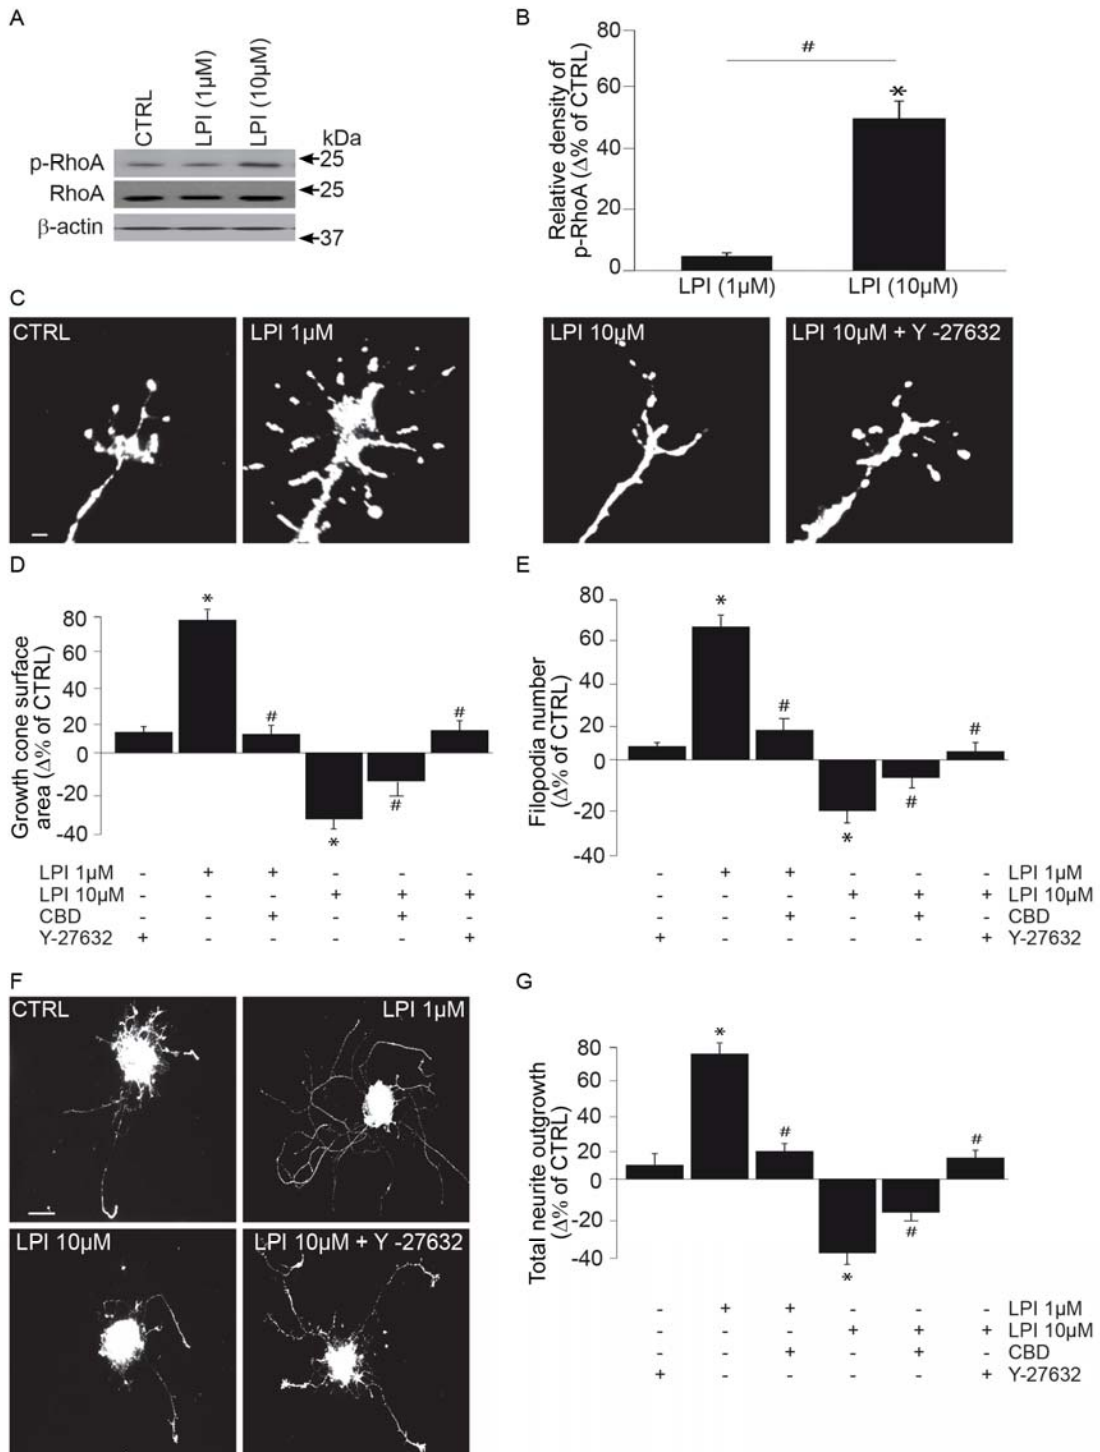 A
CTRL
LPI (1µM)
LPI (10µM)
kDa
p-RhoA
25
RhoA
25
β-actin
37
B
Relative density of
p-RhoA (Δ% of CTRL)
80
60
40
20
0
#
*
LPI (1µM)
LPI (10µM)
C
CTRL
LPI 1µM
LPI 10µM
LPI 10µM + Y -27632
D
Growth cone surface
area (Δ% of CTRL)
80
60
40
20
0
-20
-40
*
#
*
#
#
LPI 1µM - + + - - -
LPI 10µM - - - + + +
CBD - - + - + -
Y-27632 + - - - - +
E
Filopodia number
(Δ% of CTRL)
80
60
40
20
0
-20
-40
*
#
*
#
#
- + + - - - LPI 1µM
- - - + + + LPI 10µM
- - + - + - CBD
+ - - - - + Y-27632
F
CTRL
LPI 1µM
LPI 10µM
LPI 10µM + Y -27632
G
Total neurite outgrowth
(Δ% of CTRL)
80
60
40
20
0
-20
-40
*
#
*
#
#
- + + - - - LPI 1µM
- - - + + + LPI 10µM
- - + - + - CBD
+ - - - - + Y-27632